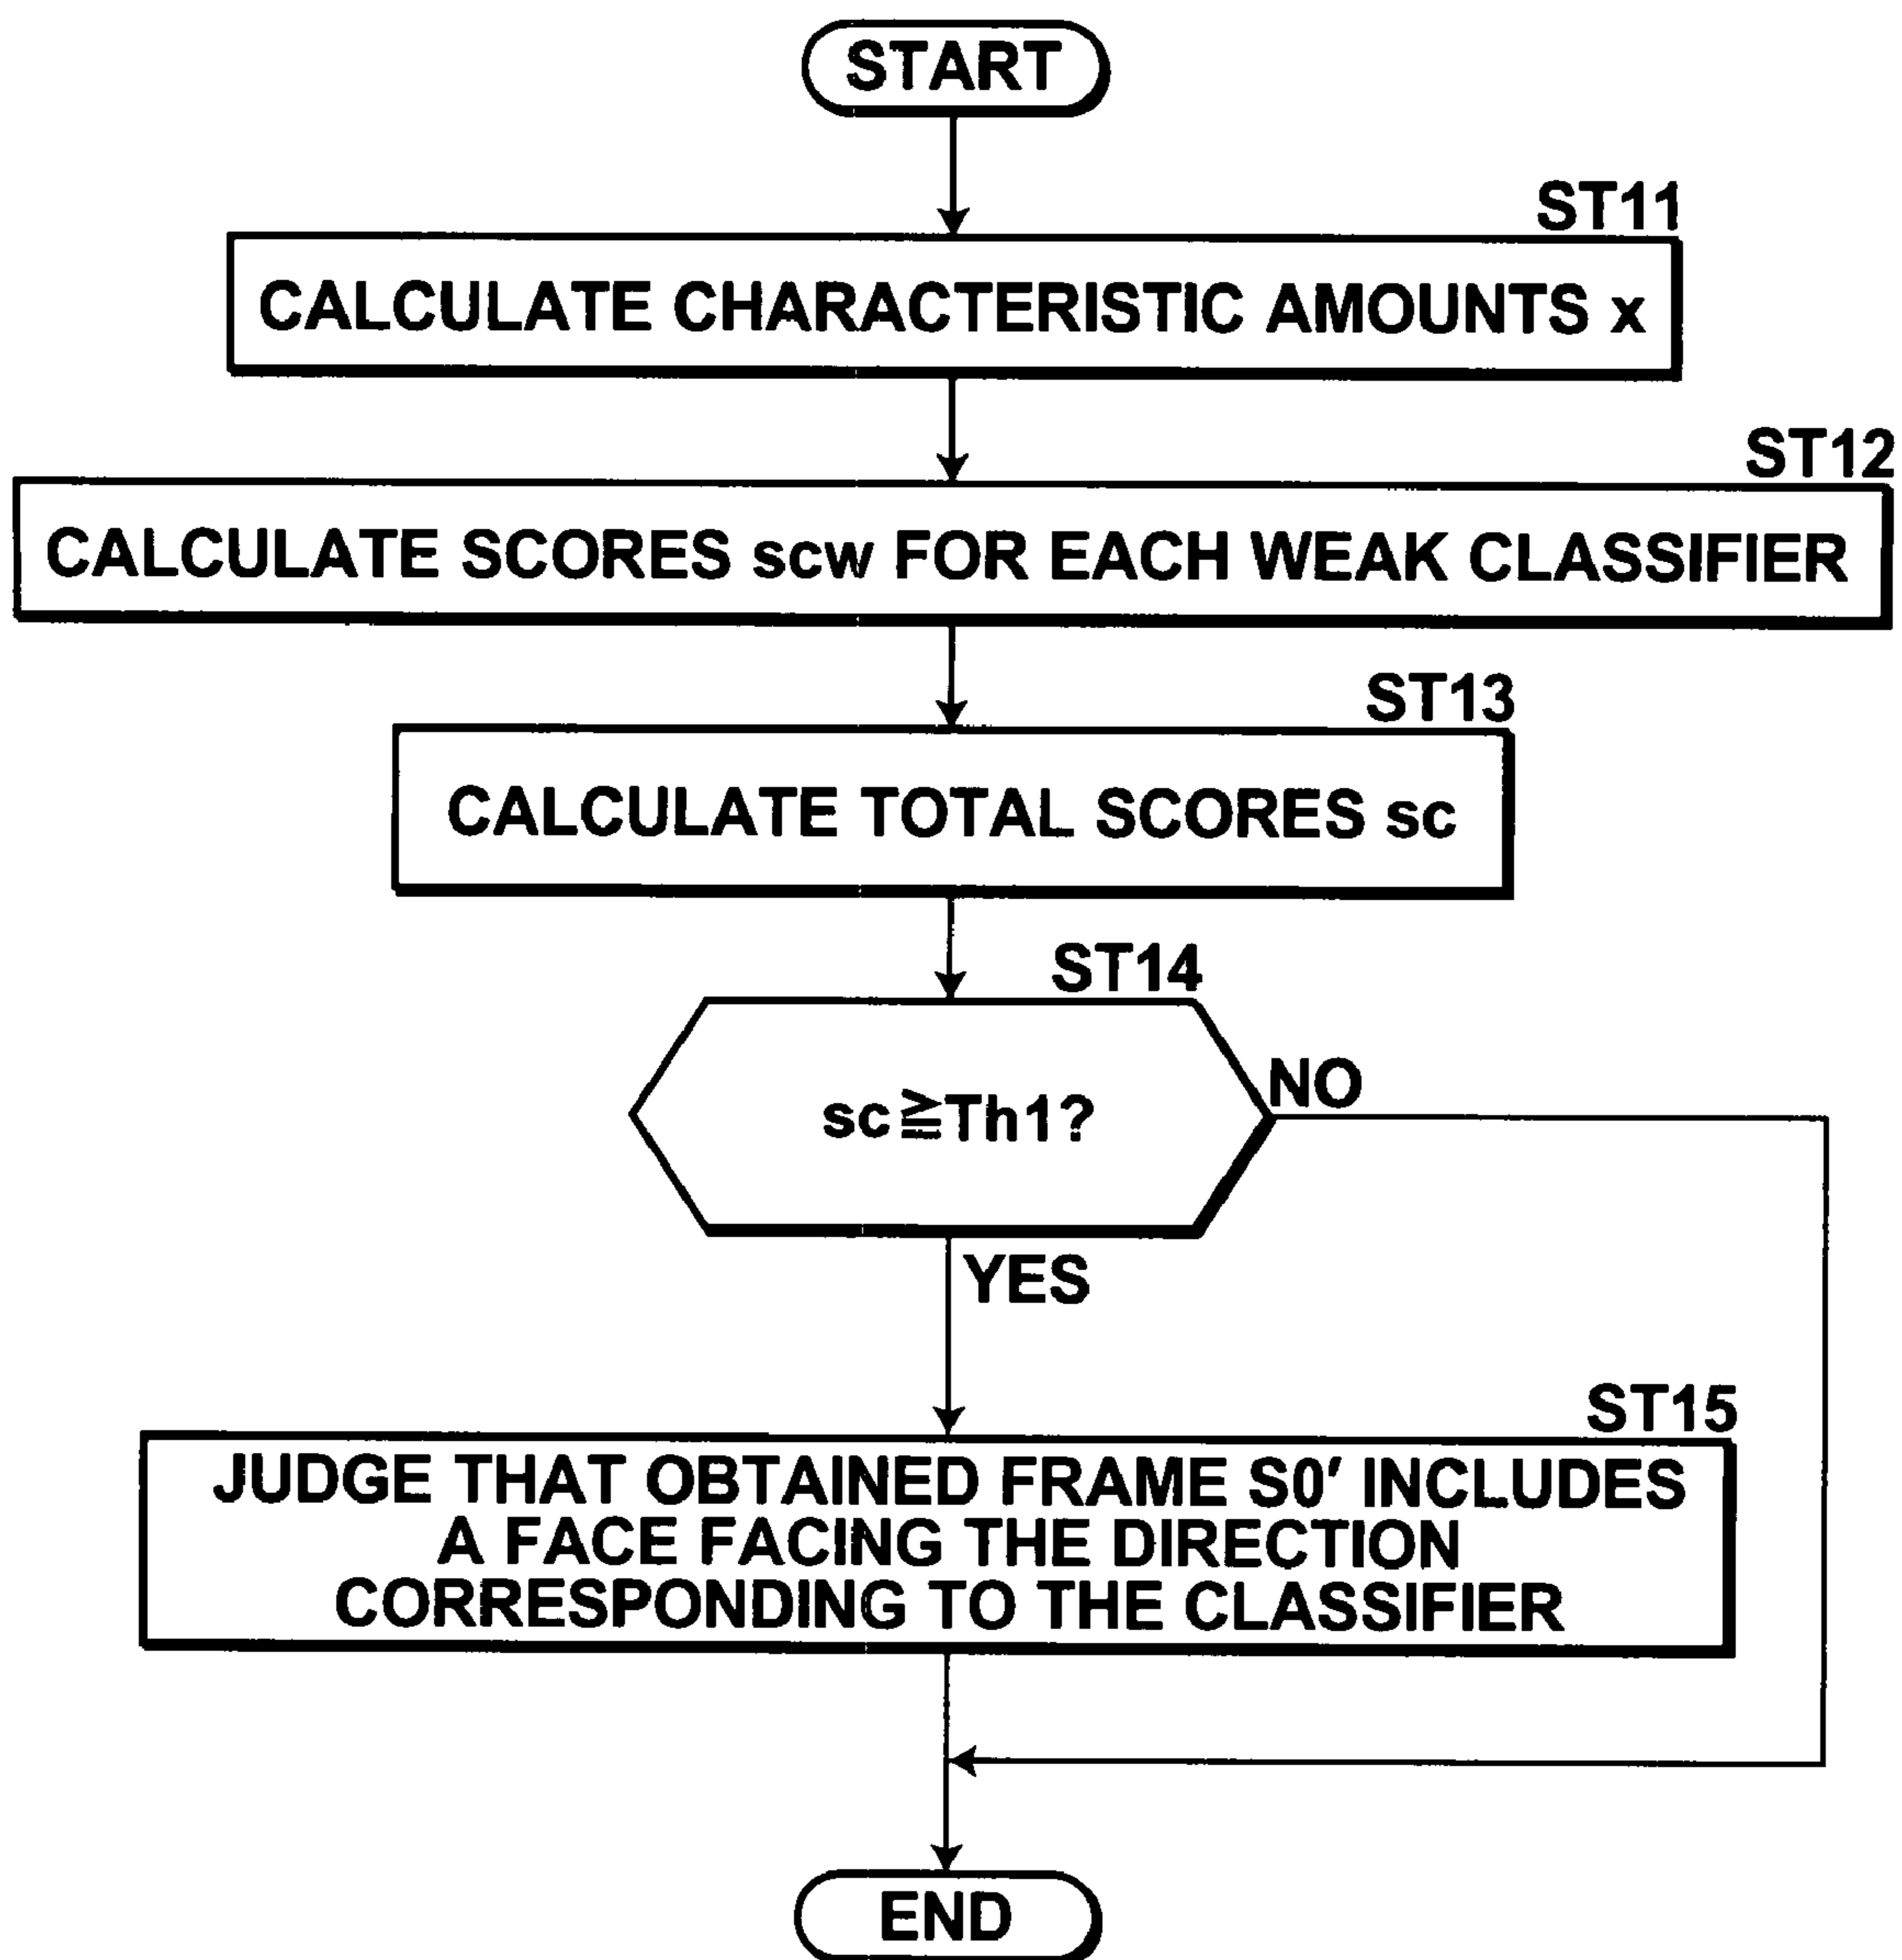 START
ST11
CALCULATE CHARACTERISTIC AMOUNTS x
ST12
CALCULATE SCORES scw FOR EACH WEAK CLASSIFIER
ST13
CALCULATE TOTAL SCORES sc
ST14
sc≧Th1?
NO
YES
ST15
JUDGE THAT OBTAINED FRAME S0′ INCLUDES
A FACE FACING THE DIRECTION
CORRESPONDING TO THE CLASSIFIER
END